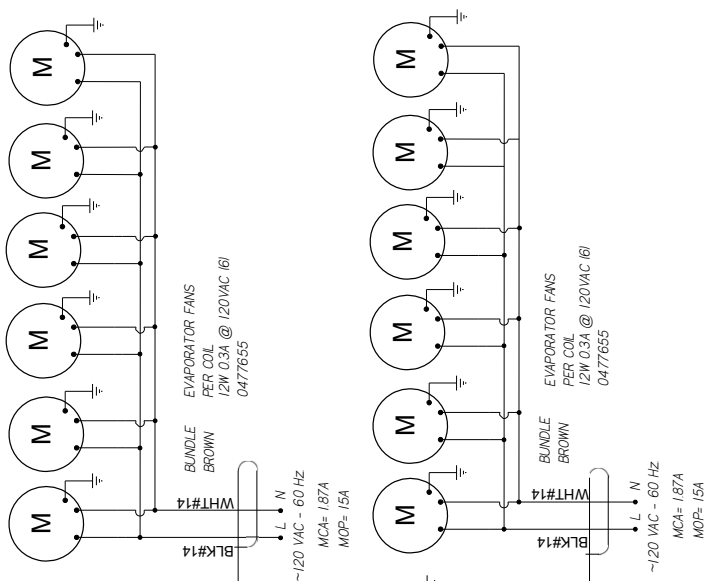 M
M
M
M
M
M
EVAPORATOR FANS
PER COIL
12W 0.3A @ 120VAC |6|
0477655
BUNDLE
BROWN
WHT#14
BLK#14
L N
~120 VAC - 60 Hz
MCA= 1.87A
MOP= 15A
M
M
M
M
M
M
EVAPORATOR FANS
PER COIL
12W 0.3A @ 120VAC |6|
0477655
BUNDLE
BROWN
WHT#14
BLK#14
L N
~120 VAC - 60 Hz
MCA= 1.87A
MOP= 15A